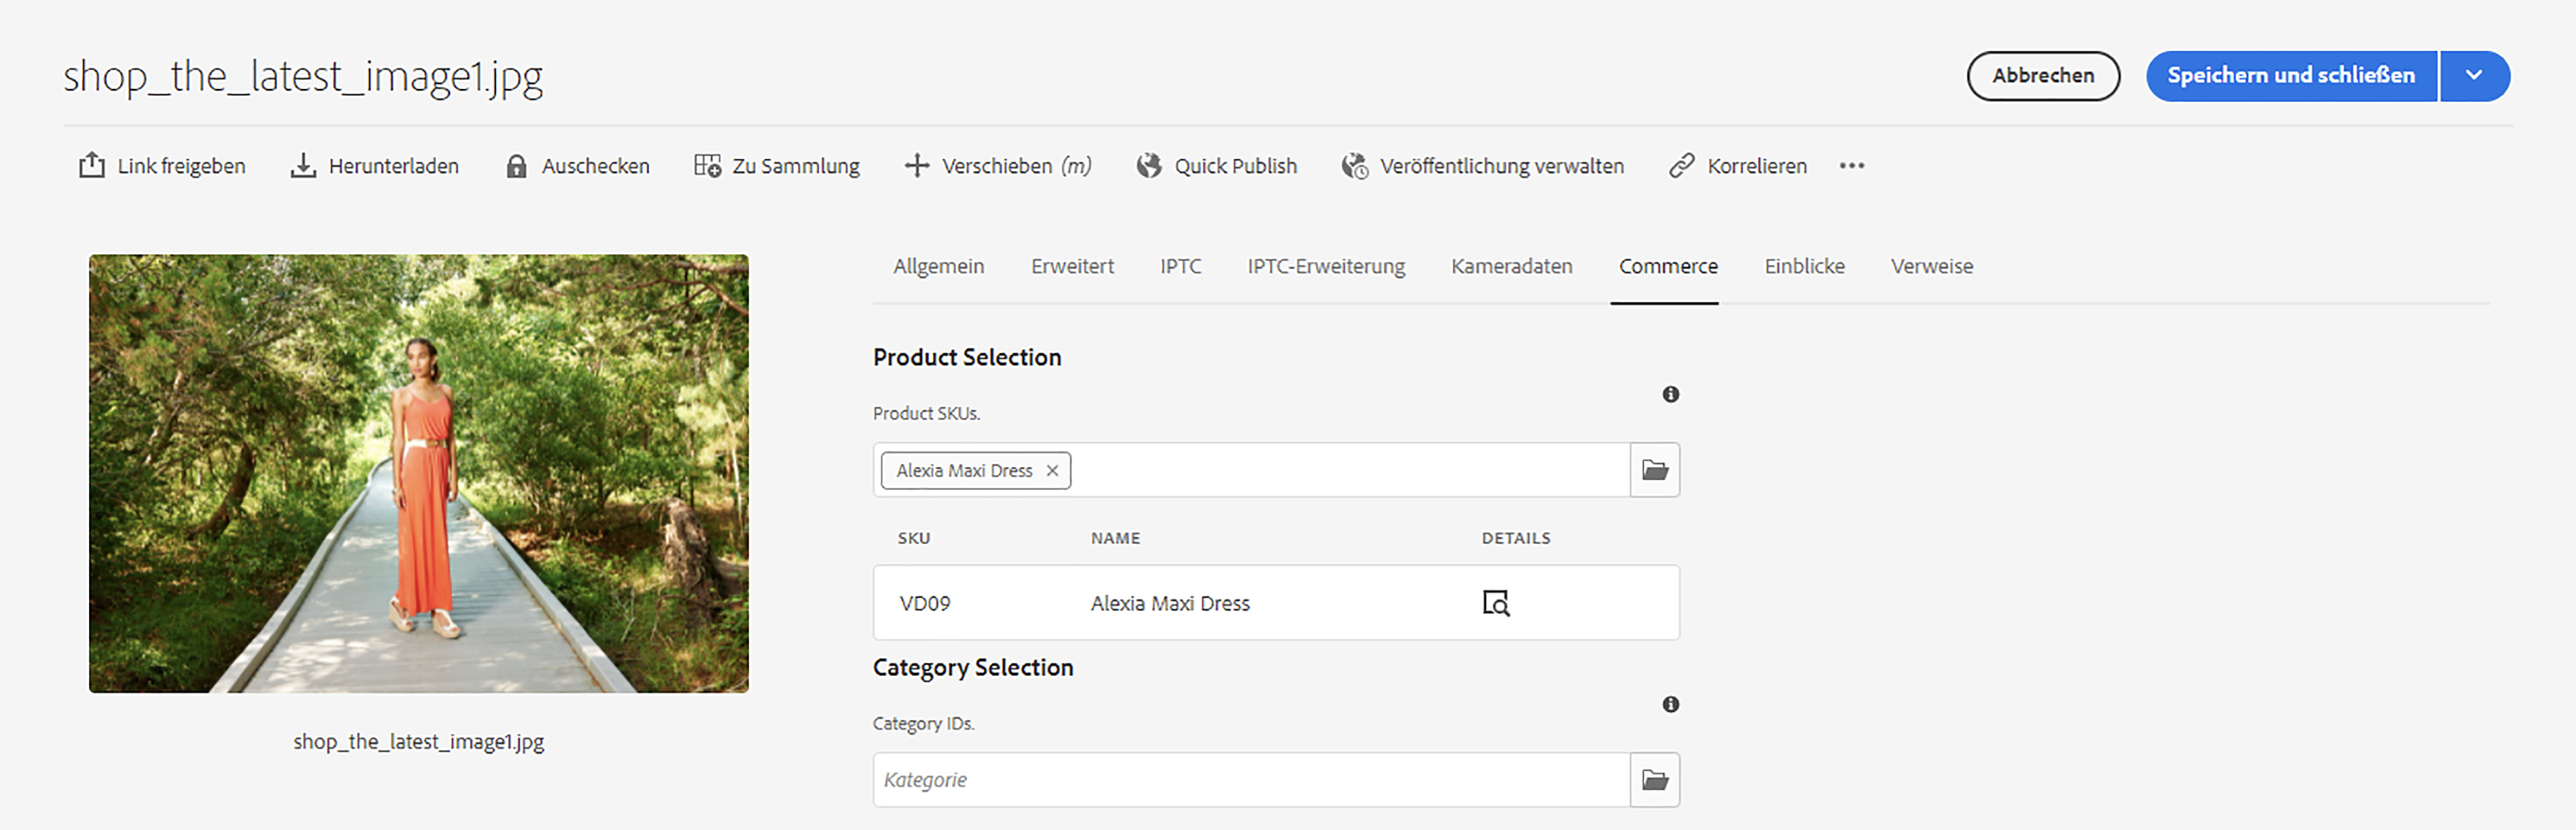 shop_the_latest_image1.jpg
Abbrechen
Speichern und schließen
Link freigeben
Herunterladen
Auschecken
Zu Sammlung
Verschieben (m)
Quick Publish
Veröffentlichung verwalten
Korrelieren
Allgemein
Erweitert
IPTC
IPTC-Erweiterung
Kameradaten
Commerce
Einblicke
Verweise
Product Selection
Product SKUs.
Alexia Maxi Dress
SKU
NAME
DETAILS
VD09
Alexia Maxi Dress
Category Selection
Category IDs.
Kategorie
shop_the_latest_image1.jpg